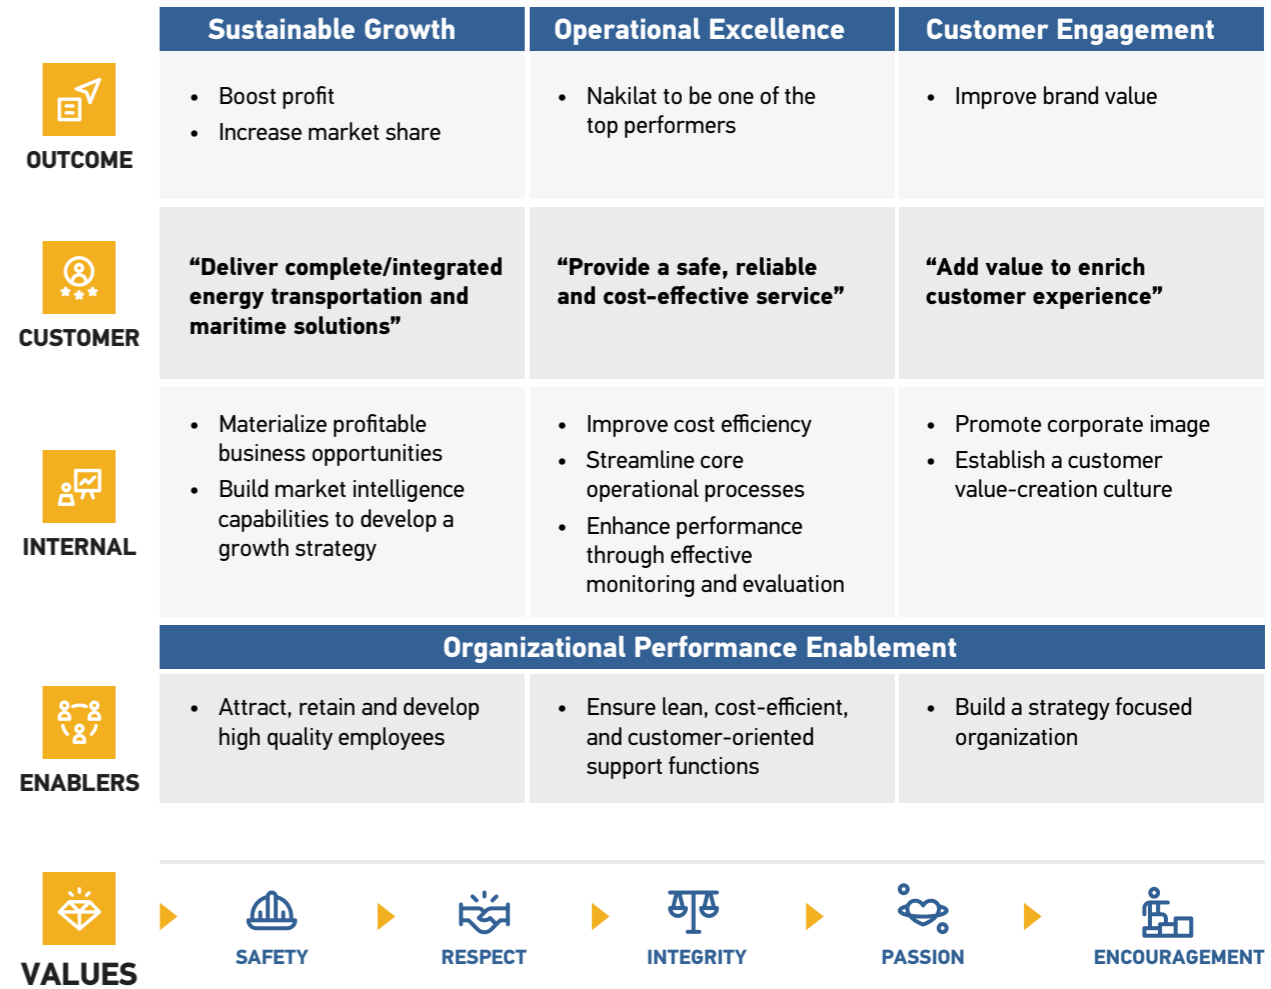 Sustainable Growth
Operational Excellence
Customer Engagement
OUTCOME
• Boost profit
• Increase market share
• Nakilat to be one of the
top performers
• Improve brand value
CUSTOMER
“Deliver complete/integrated
energy transportation and
maritime solutions”
“Provide a safe, reliable
and cost-effective service”
“Add value to enrich
customer experience”
INTERNAL
• Materialize profitable
business opportunities
• Build market intelligence
capabilities to develop a
growth strategy
• Improve cost efficiency
• Streamline core
operational processes
• Enhance performance
through effective
monitoring and evaluation
• Promote corporate image
• Establish a customer
value-creation culture
Organizational Performance Enablement
ENABLERS
• Attract, retain and develop
high quality employees
• Ensure lean, cost-efficient,
and customer-oriented
support functions
• Build a strategy focused
organization
VALUES
SAFETY
RESPECT
INTEGRITY
PASSION
ENCOURAGEMENT